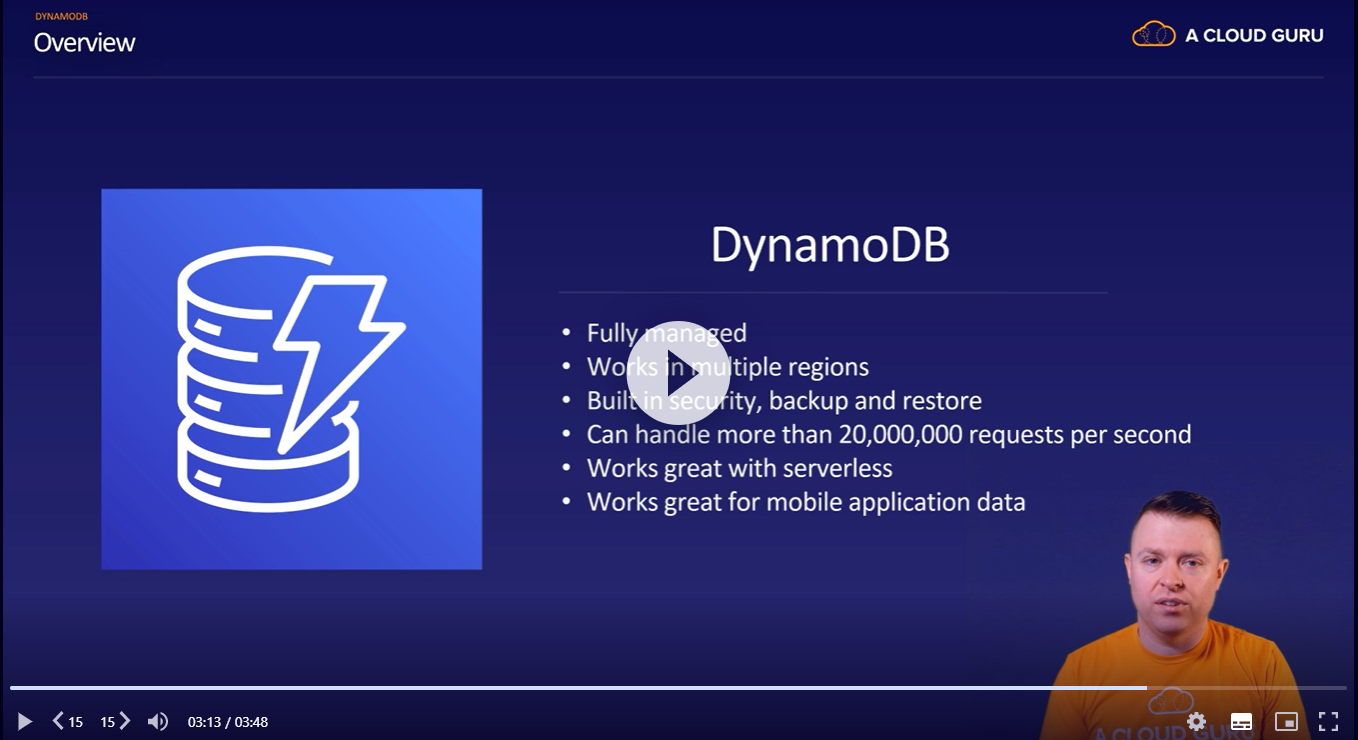 DYNAMODB
Overview
A CLOUD GURU
DynamoDB
• Fully managed
• Works in multiple regions
• Built in security, backup and restore
• Can handle more than 20,000,000 requests per second
• Works great with serverless
• Works great for mobile application data
A CLOUD GURU
15 15 03:13 / 03:48